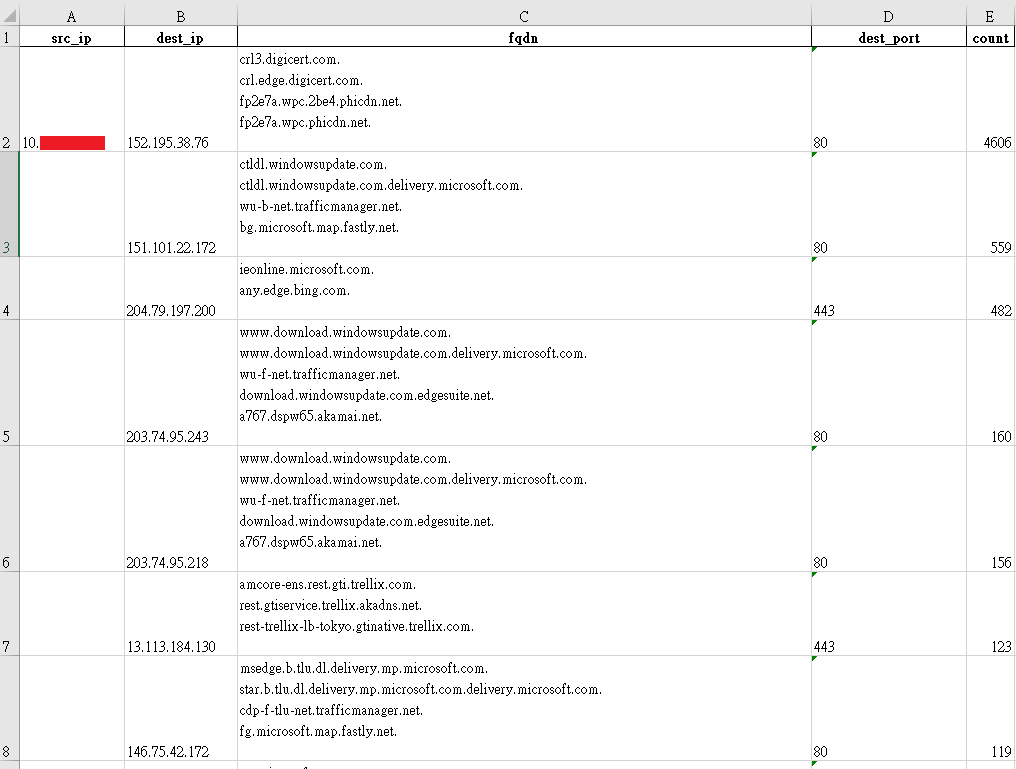 A B C D E
1 src_ip dest_ip fqdn dest_port count
crl3.digicert.com.
crl.edge.digicert.com.
fp2e7a.wpc.2be4.phicdn.net.
fp2e7a.wpc.phicdn.net.
2 10. 152.195.38.76 80 4606
ctldl.windowsupdate.com.
ctldl.windowsupdate.com.delivery.microsoft.com.
wu-b-net.trafficmanager.net.
bg.microsoft.map.fastly.net.
3 151.101.22.172 80 559
ieonline.microsoft.com.
any.edge.bing.com.
4 204.79.197.200 443 482
www.download.windowsupdate.com.
www.download.windowsupdate.com.delivery.microsoft.com.
wu-f-net.trafficmanager.net.
download.windowsupdate.com.edgesuite.net.
a767.dspw65.akamai.net.
5 203.74.95.243 80 160
www.download.windowsupdate.com.
www.download.windowsupdate.com.delivery.microsoft.com.
wu-f-net.trafficmanager.net.
download.windowsupdate.com.edgesuite.net.
a767.dspw65.akamai.net.
6 203.74.95.218 80 156
amcore-ens.rest.gti.trellix.com.
rest.gtiservice.trellix.akadns.net.
rest-trellix-lb-tokyo.gtinative.trellix.com.
7 13.113.184.130 443 123
msedge.b.tlu.dl.delivery.mp.microsoft.com.
star.b.tlu.dl.delivery.mp.microsoft.com.delivery.microsoft.com.
cdp-f-tlu-net.trafficmanager.net.
fg.microsoft.map.fastly.net.
8 146.75.42.172 80 119